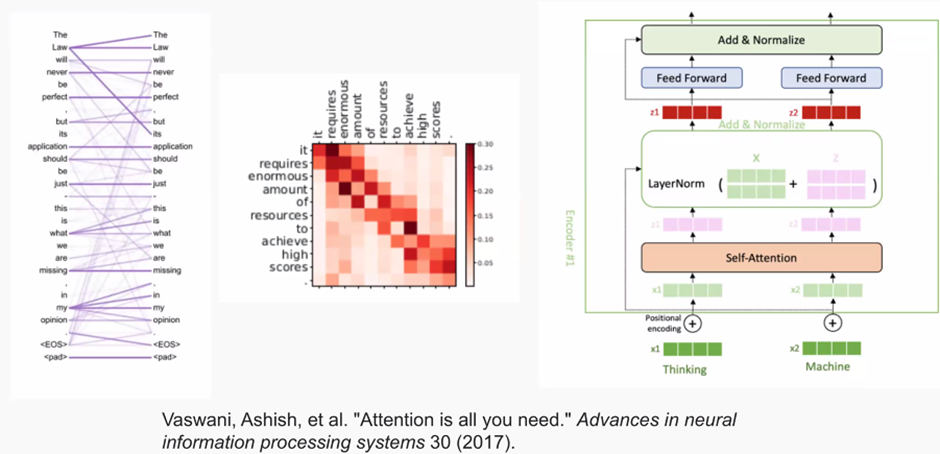 The The
Law Law
will will
never never
be be
perfect perfect
, ,
but but
its its
application application
should should
be be
just just
- -
this this
is is
what what
we we
are are
missing missing
, ,
in in
my my
opinion opinion
. .
<EOS> <EOS>
<pad> <pad>
it requires enormous amount of resources to achieve high scores .
it
requires
enormous
amount
of
resources
to
achieve
high
scores
.
0.30
0.25
0.20
0.15
0.10
0.05
Add & Normalize
Feed Forward Feed Forward
z1 z2
Add & Normalize
X Z
LayerNorm ( + )
z1 z2
Encoder #1
Self-Attention
x1 x2
Positional
encoding + +
x1 x2
Thinking Machine
Vaswani, Ashish, et al. "Attention is all you need." Advances in neural
information processing systems 30 (2017).